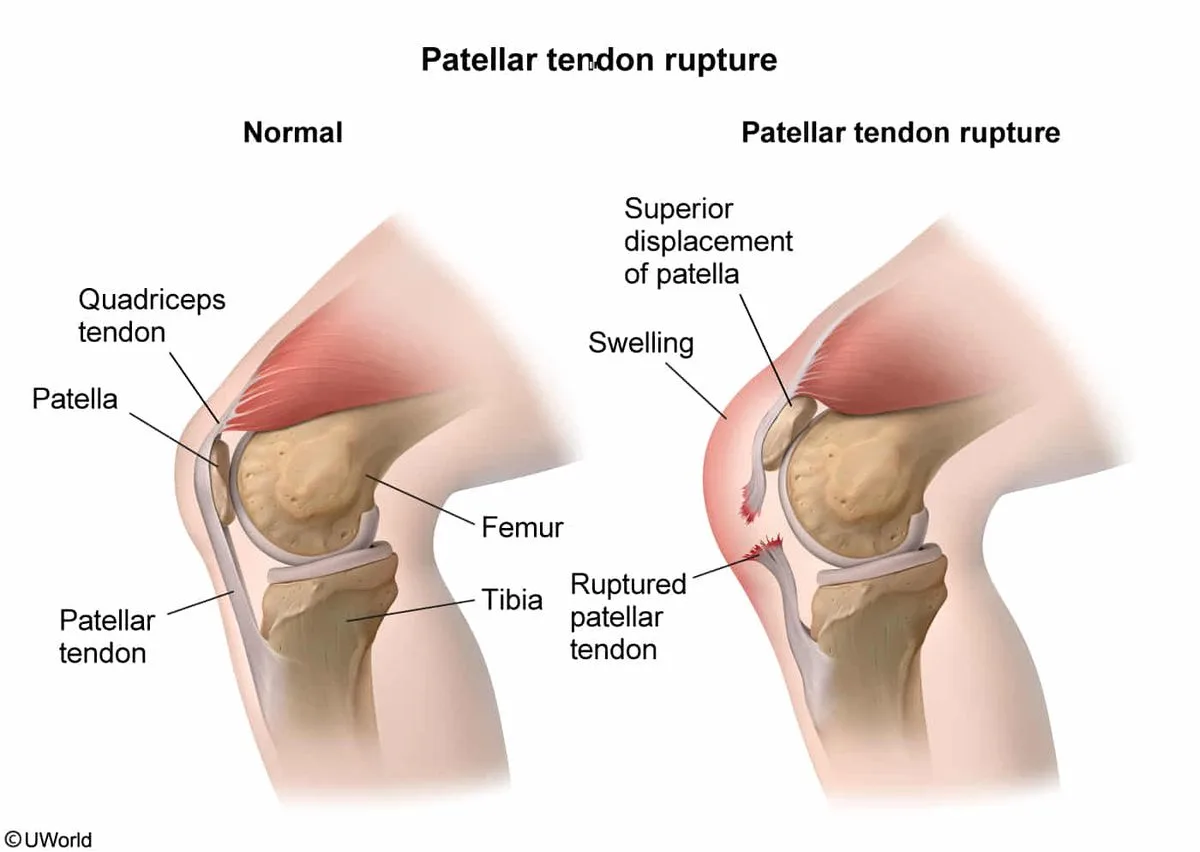 Patellar tendon rupture
Normal
Quadriceps
tendon
Patella
Femur
Tibia
Patellar
tendon
Patellar tendon rupture
Superior
displacement
of patella
Swelling
Ruptured
patellar
tendon
©UWorld